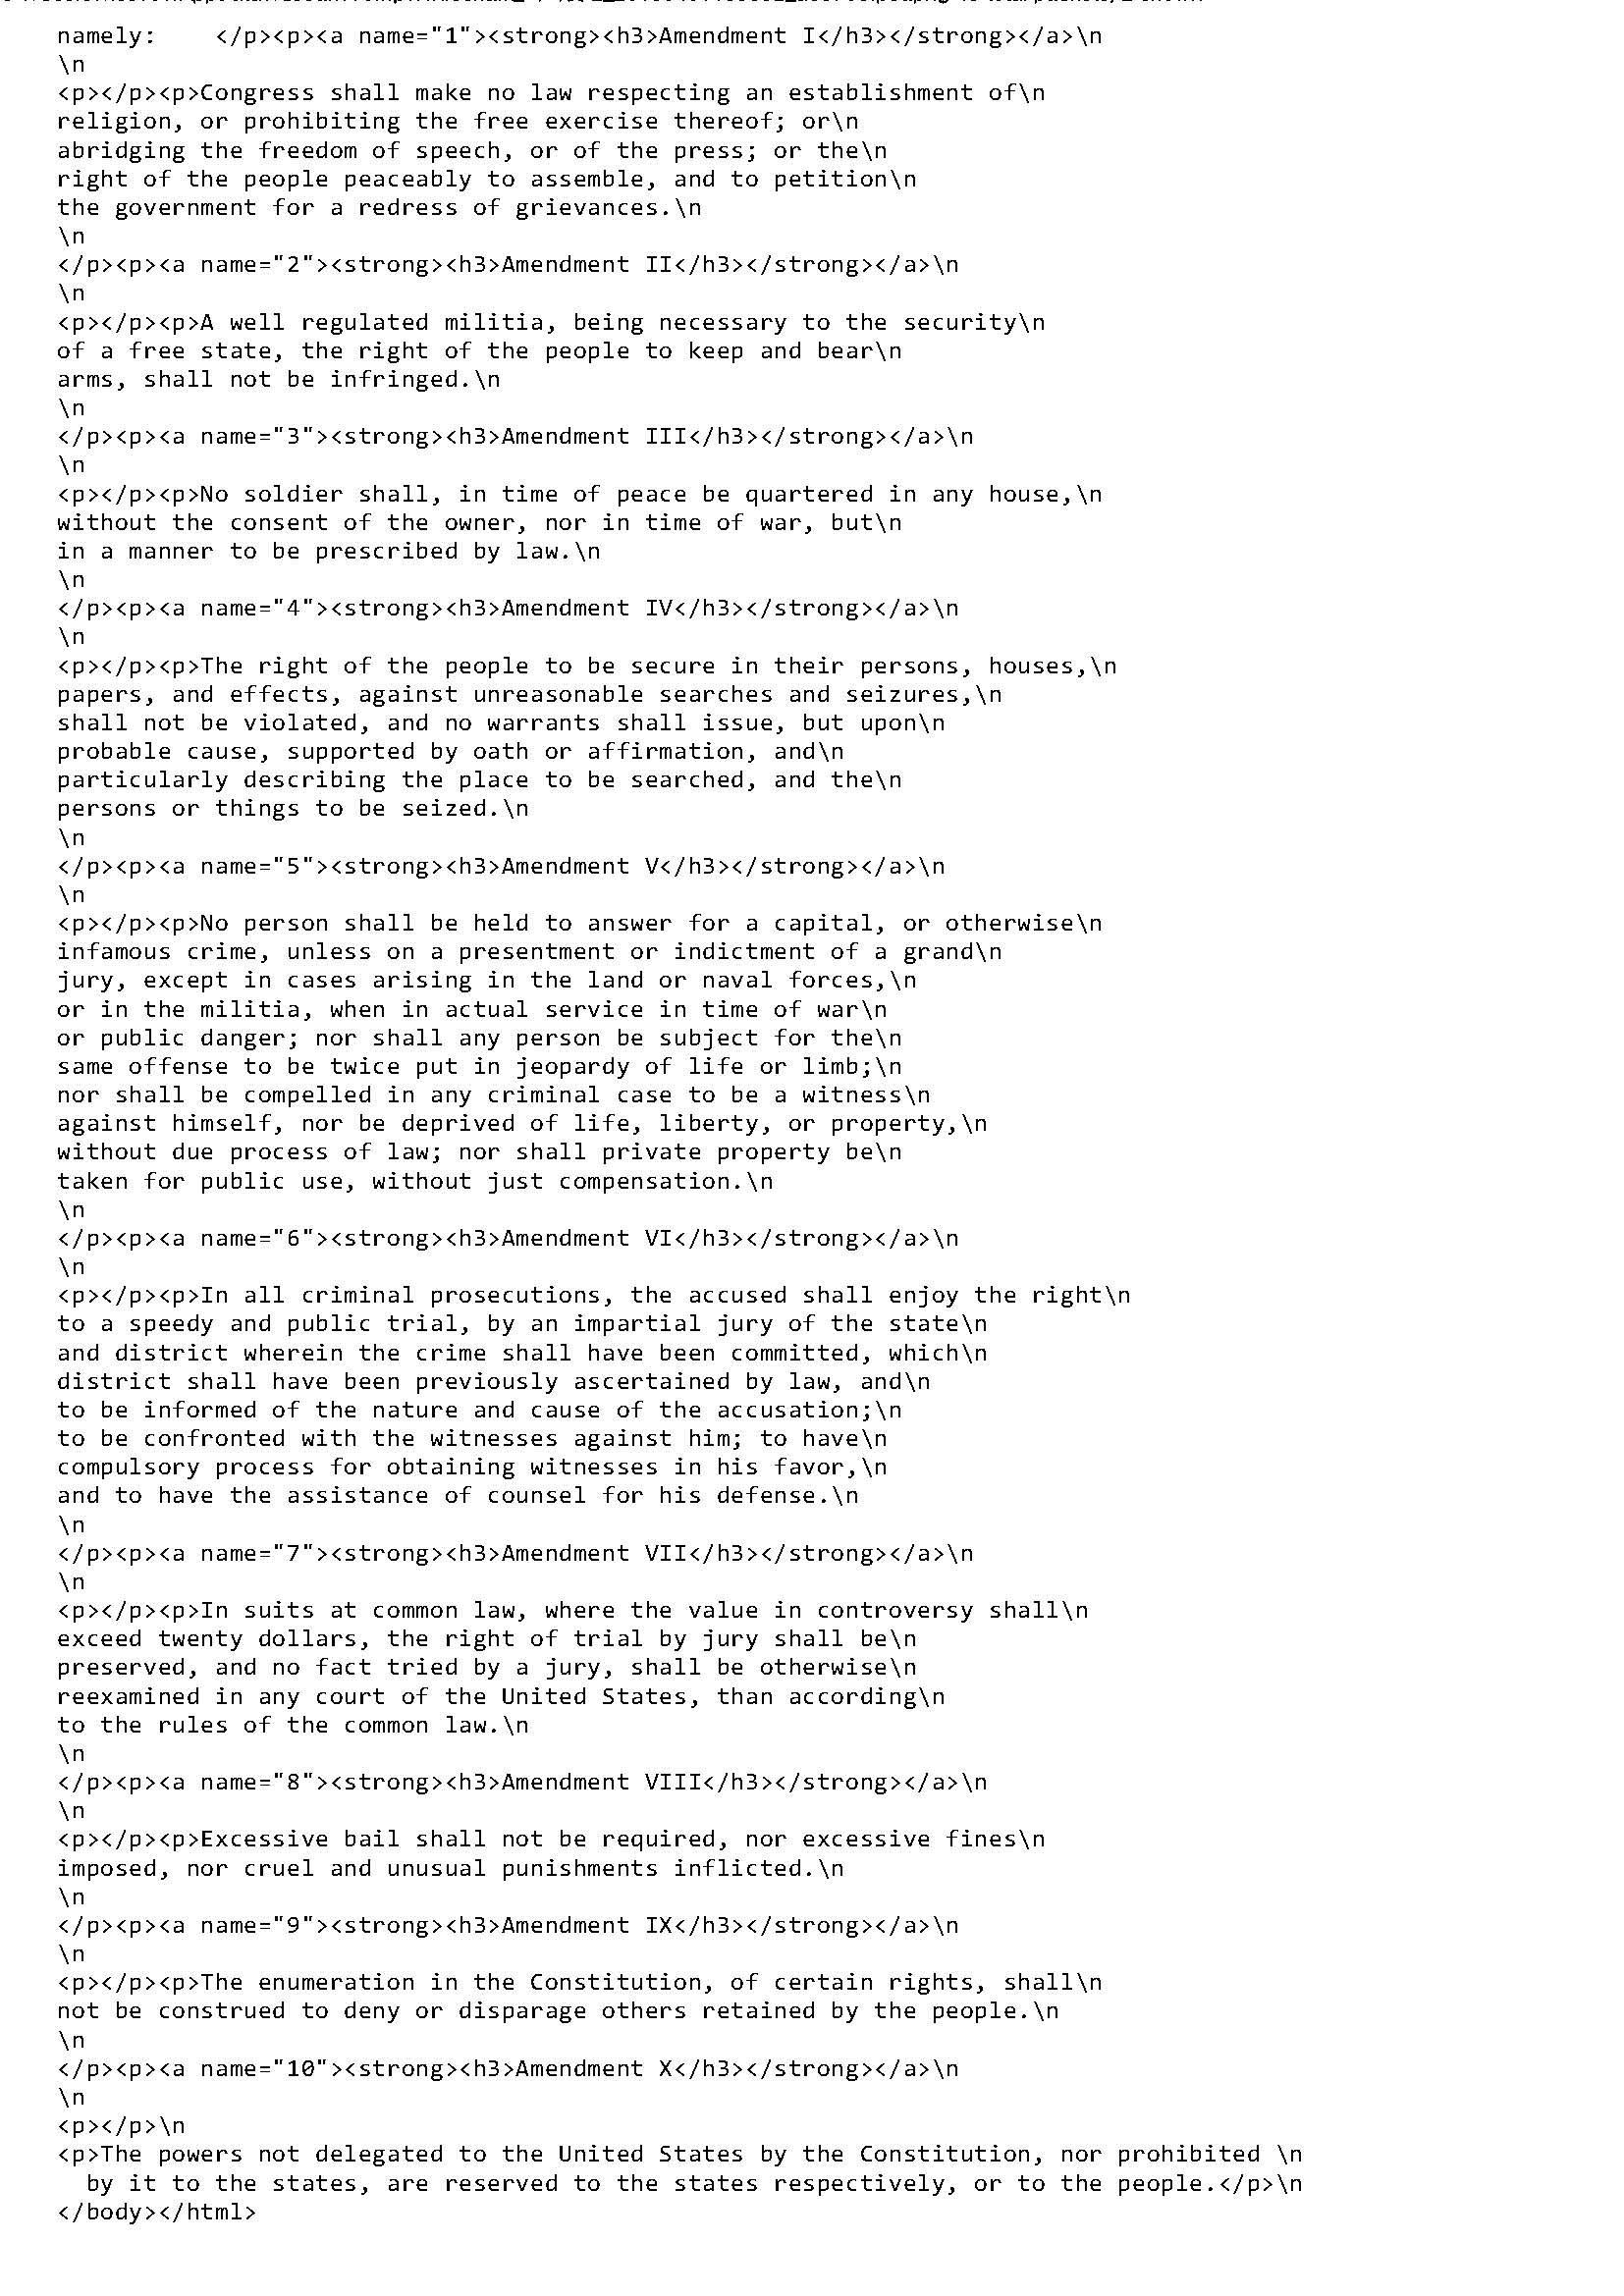 namely:    </p><p><a name="1"><strong><h3>Amendment I</h3></strong></a>\n
\n
<p></p><p>Congress shall make no law respecting an establishment of\n
religion, or prohibiting the free exercise thereof; or\n
abridging the freedom of speech, or of the press; or the\n
right of the people peaceably to assemble, and to petition\n
the government for a redress of grievances.\n
\n
</p><p><a name="2"><strong><h3>Amendment II</h3></strong></a>\n
\n
<p></p><p>A well regulated militia, being necessary to the security\n
of a free state, the right of the people to keep and bear\n
arms, shall not be infringed.\n
\n
</p><p><a name="3"><strong><h3>Amendment III</h3></strong></a>\n
\n
<p></p><p>No soldier shall, in time of peace be quartered in any house,\n
without the consent of the owner, nor in time of war, but\n
in a manner to be prescribed by law.\n
\n
</p><p><a name="4"><strong><h3>Amendment IV</h3></strong></a>\n
\n
<p></p><p>The right of the people to be secure in their persons, houses,\n
papers, and effects, against unreasonable searches and seizures,\n
shall not be violated, and no warrants shall issue, but upon\n
probable cause, supported by oath or affirmation, and\n
particularly describing the place to be searched, and the\n
persons or things to be seized.\n
\n
</p><p><a name="5"><strong><h3>Amendment V</h3></strong></a>\n
\n
<p></p><p>No person shall be held to answer for a capital, or otherwise\n
infamous crime, unless on a presentment or indictment of a grand\n
jury, except in cases arising in the land or naval forces,\n
or in the militia, when in actual service in time of war\n
or public danger; nor shall any person be subject for the\n
same offense to be twice put in jeopardy of life or limb;\n
nor shall be compelled in any criminal case to be a witness\n
against himself, nor be deprived of life, liberty, or property,\n
without due process of law; nor shall private property be\n
taken for public use, without just compensation.\n
\n
</p><p><a name="6"><strong><h3>Amendment VI</h3></strong></a>\n
\n
<p></p><p>In all criminal prosecutions, the accused shall enjoy the right\n
to a speedy and public trial, by an impartial jury of the state\n
and district wherein the crime shall have been committed, which\n
district shall have been previously ascertained by law, and\n
to be informed of the nature and cause of the accusation;\n
to be confronted with the witnesses against him; to have\n
compulsory process for obtaining witnesses in his favor,\n
and to have the assistance of counsel for his defense.\n
\n
</p><p><a name="7"><strong><h3>Amendment VII</h3></strong></a>\n
\n
<p></p><p>In suits at common law, where the value in controversy shall\n
exceed twenty dollars, the right of trial by jury shall be\n
preserved, and no fact tried by a jury, shall be otherwise\n
reexamined in any court of the United States, than according\n
to the rules of the common law.\n
\n
</p><p><a name="8"><strong><h3>Amendment VIII</h3></strong></a>\n
\n
<p></p><p>Excessive bail shall not be required, nor excessive fines\n
imposed, nor cruel and unusual punishments inflicted.\n
\n
</p><p><a name="9"><strong><h3>Amendment IX</h3></strong></a>\n
\n
<p></p><p>The enumeration in the Constitution, of certain rights, shall\n
not be construed to deny or disparage others retained by the people.\n
\n
</p><p><a name="10"><strong><h3>Amendment X</h3></strong></a>\n
\n
<p></p>\n
<p>The powers not delegated to the United States by the Constitution, nor prohibited \n
  by it to the states, are reserved to the states respectively, or to the people.</p>\n
</body></html>